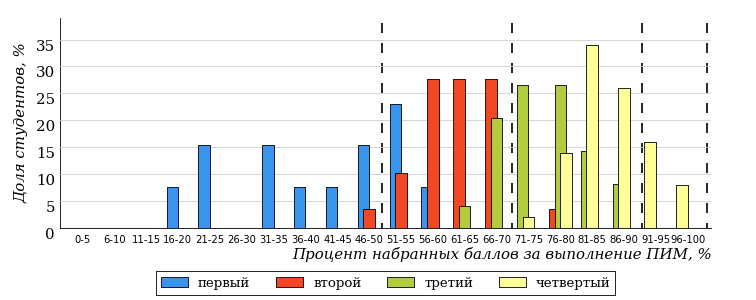 Доля студентов, %
35
30
25
20
15
10
5
0
0-5 6-10 11-15 16-20 21-25 26-30 31-35 36-40 41-45 46-50 51-55 56-60 61-65 66-70 71-75 76-80 81-85 86-90 91-95 96-100
Процент набранных баллов за выполнение ПИМ, %
первый второй третий четвертый